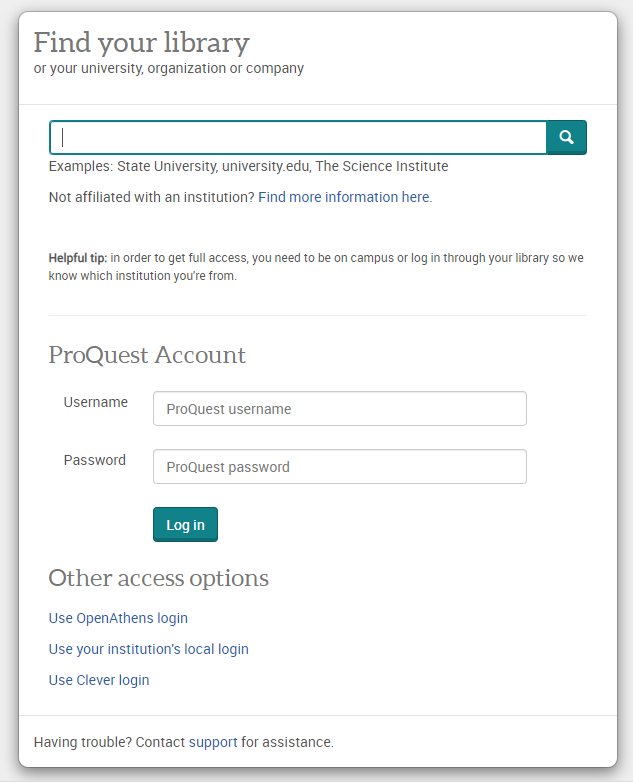 Find your library
or your university, organization or company
Examples: State University, university.edu, The Science Institute
Not affiliated with an institution? Find more information here.
Helpful tip: in order to get full access, you need to be on campus or log in through your library so we
know which institution you're from.
ProQuest Account
Username
ProQuest username
Password
ProQuest password
Log in
Other access options
Use OpenAthens login
Use your institution's local login
Use Clever login
Having trouble? Contact support for assistance.